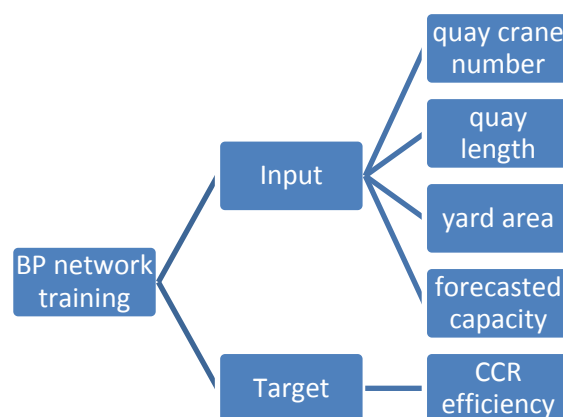 BP network
training
Input
Target
quay crane
number
quay
length
yard area
forecasted
capacity
CCR
efficiency